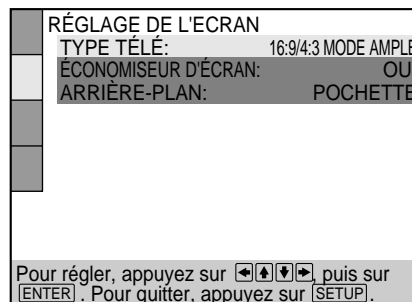 RÉGLAGE DE L'ECRAN
TYPE TÉLÉ: 16:9/4:3 MODE AMPLE
ÉCONOMISEUR D'ÉCRAN: OU
ARRIÈRE-PLAN: POCHETTE
Pour régler, appuyez sur ←↑↓→, puis sur
ENTER . Pour quitter, appuyez sur SETUP.